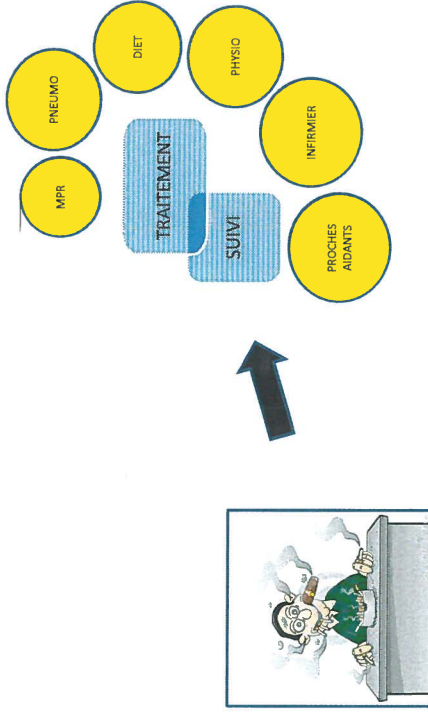 MPR
PNEUMO
DIET
PHYSIO
INFIRMIER
PROCHES
AIDANTS
TRAITEMENT
SUIVI